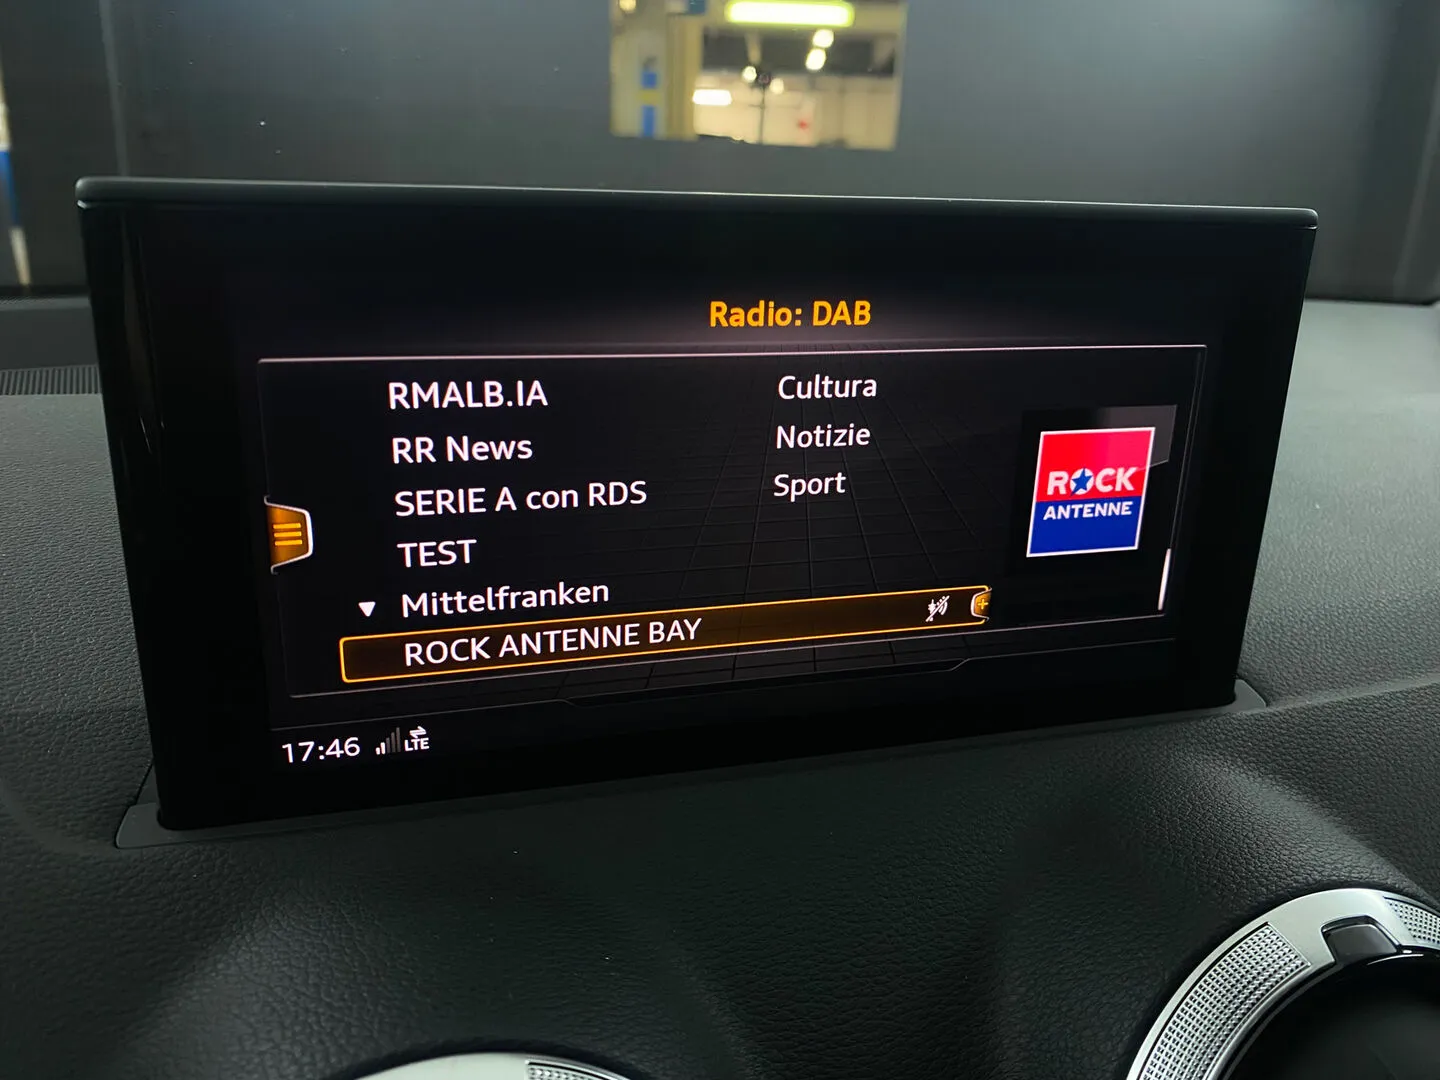 Radio: DAB
RMALB.IA Cultura
RR News Notizie
SERIE A con RDS Sport
TEST
Mittelfranken
ROCK ANTENNE BAY
ROCK
ANTENNE
17:46 LTE